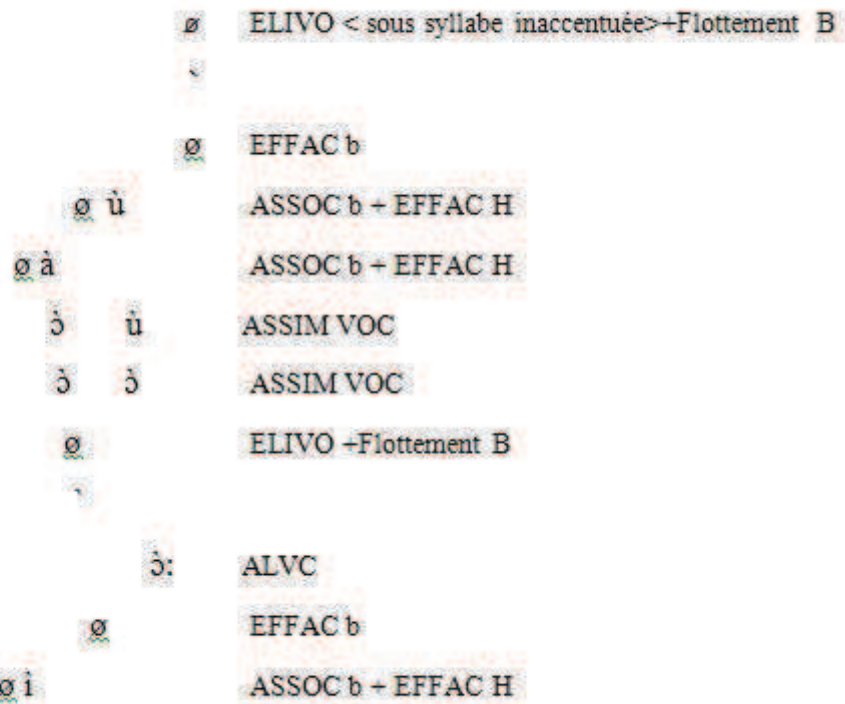 ø ELIVO < sous syllabe inaccentuée>+Flottement B
̀
ø EFFAC b
ø ù ASSOC b + EFFAC H
ø à ASSOC b + EFFAC H
ɔ̀ ù ASSIM VOC
ɔ̀ ɔ̀ ASSIM VOC
ø ELIVO +Flottement B
̀
ɔ̀: ALVC
ø EFFAC b
ø ì ASSOC b + EFFAC H